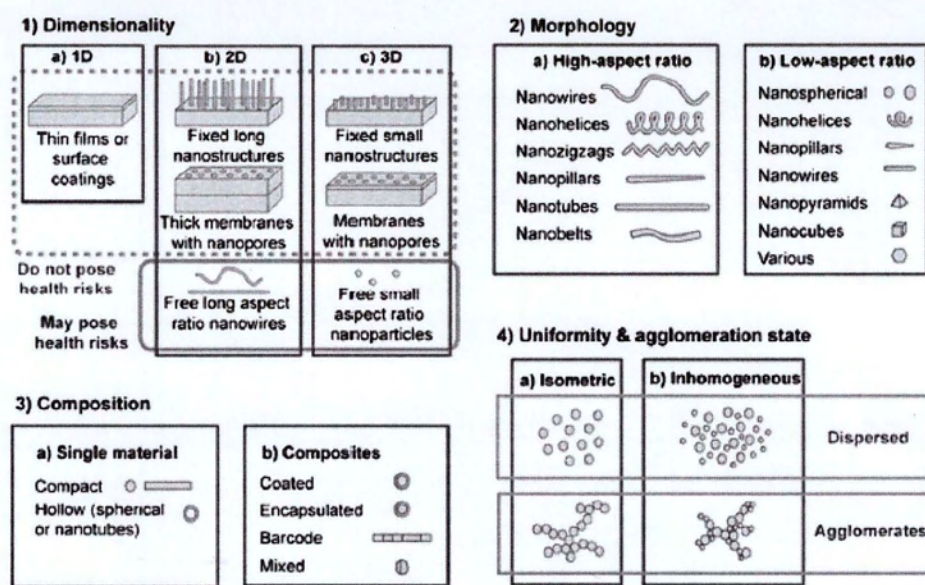 1) Dimensionality
a) 1D
Thin films or
surface
coatings
b) 2D
Fixed long
nanostructures
Thick membranes
with nanopores
Free long aspect
ratio nanowires
c) 3D
Fixed small
nanostructures
Membranes
with nanopores
Free small
aspect ratio
nanoparticles
Do not pose
health risks
May pose
health risks
2) Morphology
a) High-aspect ratio
Nanowires
Nanohelices
Nanozigzags
Nanopillars
Nanotubes
Nanobelts
b) Low-aspect ratio
Nanospherical
Nanohelices
Nanopillars
Nanowires
Nanopyramids
Nanocubes
Various
3) Composition
a) Single material
Compact
Hollow (spherical
or nanotubes)
b) Composites
Coated
Encapsulated
Barcode
Mixed
4) Uniformity & agglomeration state
a) Isometric
b) Inhomogeneous
Dispersed
Agglomerates